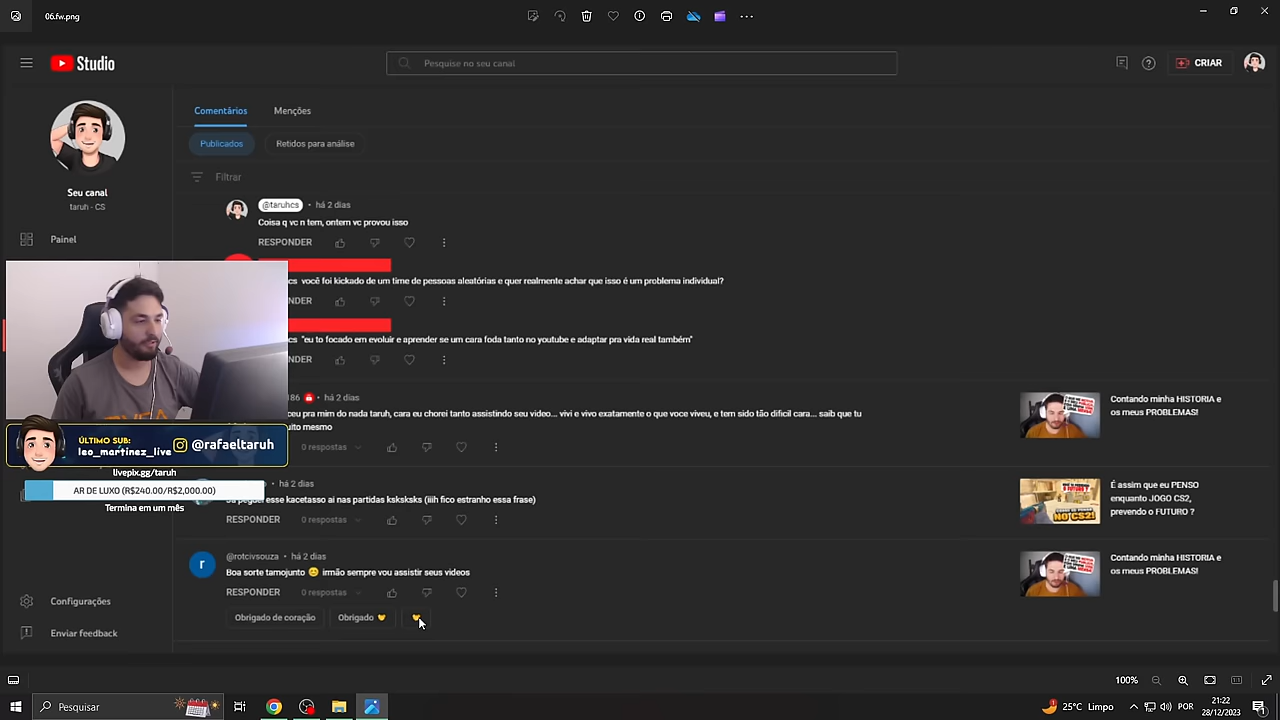 06.fw.png
Studio
Pesquise no seu canal
CRIAR
Comentários
Menções
Publicados
Retidos para análise
Filtrar
Seu canal
taruh - CS
Painel
@taruhcs • há 2 dias
Coisa q vc n tem, ontem vc provou isso
RESPONDER
cs você foi kickado de um time de pessoas aleatórias e quer realmente achar que isso é um problema individual?
NDER
cs "eu to focado em evoluir e aprender se um cara foda tanto no youtube e adaptar pra vida real também"
NDER
186 • há 2 dias
ceu pra mim do nada taruh, cara eu chorei tanto assistindo seu video... vivi e vivo exatamente o que voce viveu, e tem sido tão dificil cara... saib que tu
uito mesmo
0 respostas
Contando minha HISTORIA e
os meus PROBLEMAS!
ÚLTIMO SUB:
leo_martinez_live
@rafaeltaruh
livepix.gg/taruh
AR DE LUXO (R$240.00/R$2,000.00)
Termina em um mês
• há 2 dias
Ja peguei esse kacetasso ai nas partidas ksksksks (iiih fico estranho essa frase)
RESPONDER
0 respostas
É assim que eu PENSO
enquanto JOGO CS2,
prevendo o FUTURO ?
NO CS2!
@rotcivsouza • há 2 dias
Boa sorte tamojunto 😊 irmão sempre vou assistir seus videos
RESPONDER
0 respostas
Obrigado de coração
Obrigado 💛
💛
Contando minha HISTORIA e
os meus PROBLEMAS!
Configurações
Enviar feedback
100%
Pesquisar
25°C Limpo
POR
21:22
28/12/2023